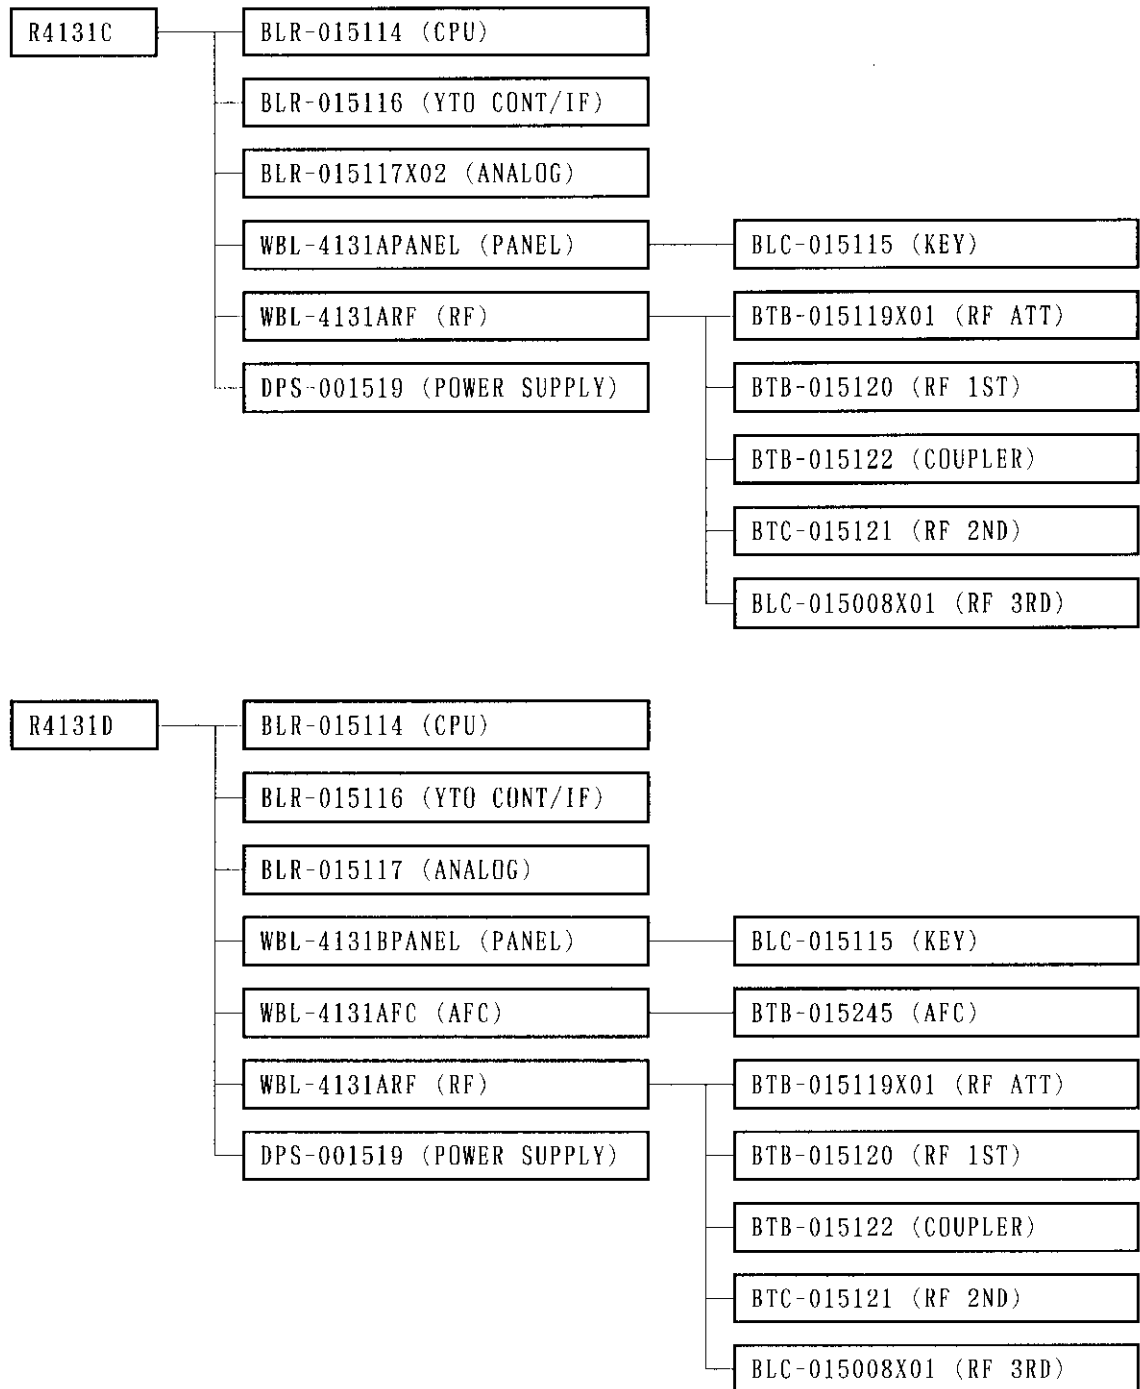 R4131C
BLR-015114 (CPU)
BLR-015116 (YTO CONT/IF)
BLR-015117X02 (ANALOG)
WBL-4131APANEL (PANEL)
BLC-015115 (KEY)
WBL-4131ARF (RF)
BTB-015119X01 (RF ATT)
DPS-001519 (POWER SUPPLY)
BTB-015120 (RF 1ST)
BTB-015122 (COUPLER)
BTC-015121 (RF 2ND)
BLC-015008X01 (RF 3RD)
R4131D
BLR-015114 (CPU)
BLR-015116 (YTO CONT/IF)
BLR-015117 (ANALOG)
WBL-4131BPANEL (PANEL)
BLC-015115 (KEY)
WBL-4131AFC (AFC)
BTB-015245 (AFC)
WBL-4131ARF (RF)
BTB-015119X01 (RF ATT)
DPS-001519 (POWER SUPPLY)
BTB-015120 (RF 1ST)
BTB-015122 (COUPLER)
BTC-015121 (RF 2ND)
BLC-015008X01 (RF 3RD)